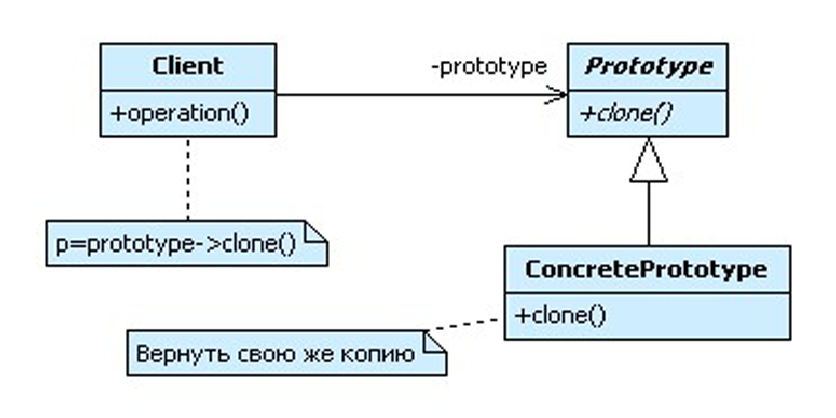 Client
+operation()
-prototype
Prototype
+clone()
p=prototype->clone()
ConcretePrototype
+clone()
Вернуть свою же копию